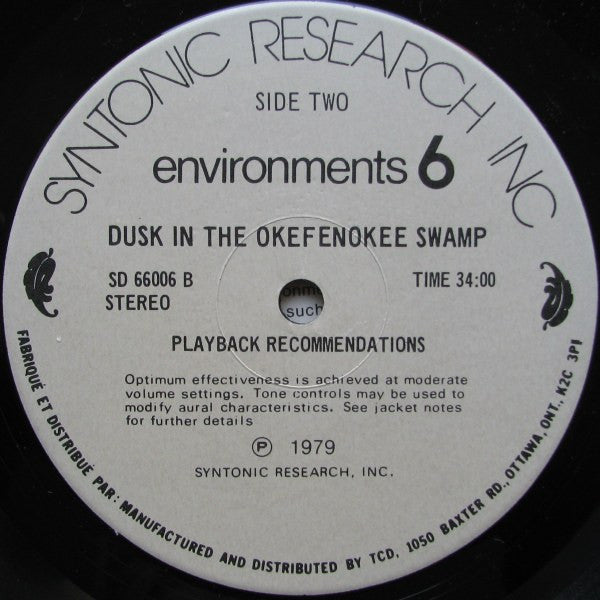 SYNTONIC RESEARCH INC
SIDE TWO
environments 6
DUSK IN THE OKEFENOKEE SWAMP
SD 66006 B
STEREO
TIME 34:00
onm
such
PLAYBACK RECOMMENDATIONS
Optimum effectiveness is achieved at moderate
volume settings. Tone controls may be used to
modify aural characteristics. See jacket notes
for further details
℗ 1979
SYNTONIC RESEARCH, INC.
FABRIQUÉ ET DISTRIBUÉ PAR: MANUFACTURED AND DISTRIBUTED BY TCD, 1050 BAXTER RD., OTTAWA, ONT., K2C 3P1